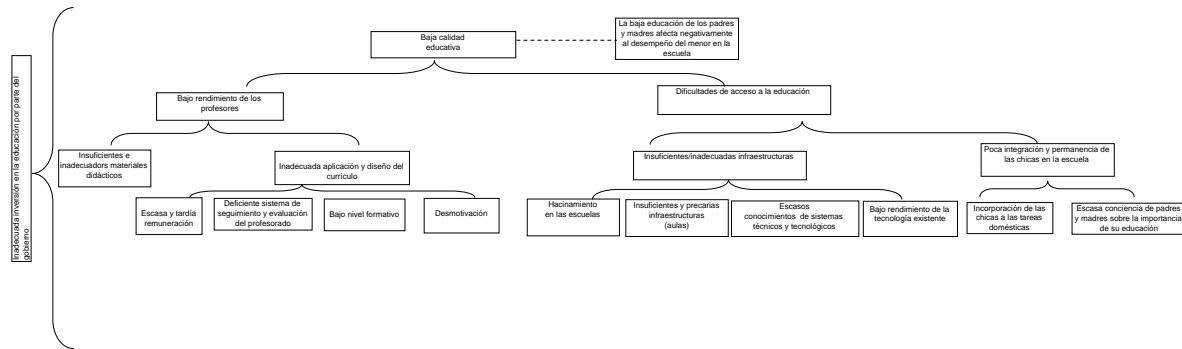 Inadecuada inversión en la educación por parte del
gobierno
Baja calidad
educativa
La baja educación de los padres
y madres afecta negativamente
al desempeño del menor en la
escuela
Bajo rendimiento de los
profesores
Dificultades de acceso a la educación
Insuficientes e
inadecuadors materiales
didácticos
Inadecuada aplicación y diseño del
currículo
Insuficientes/inadecuadas infraestructuras
Poca integración y permanencia de
las chicas en la escuela
Escasa y tardía
remuneración
Deficiente sistema de
seguimiento y evaluación
del profesorado
Bajo nivel formativo
Desmotivación
Hacinamiento
en las escuelas
Insuficientes y precarias
infraestructuras
(aulas)
Escasos
conocimientos de sistemas
técnicos y tecnológicos
Bajo rendimiento de la
tecnología existente
Incorporación de las
chicas a las tareas
domésticas
Escasa conciencia de padres
y madres sobre la importancia
de su educación